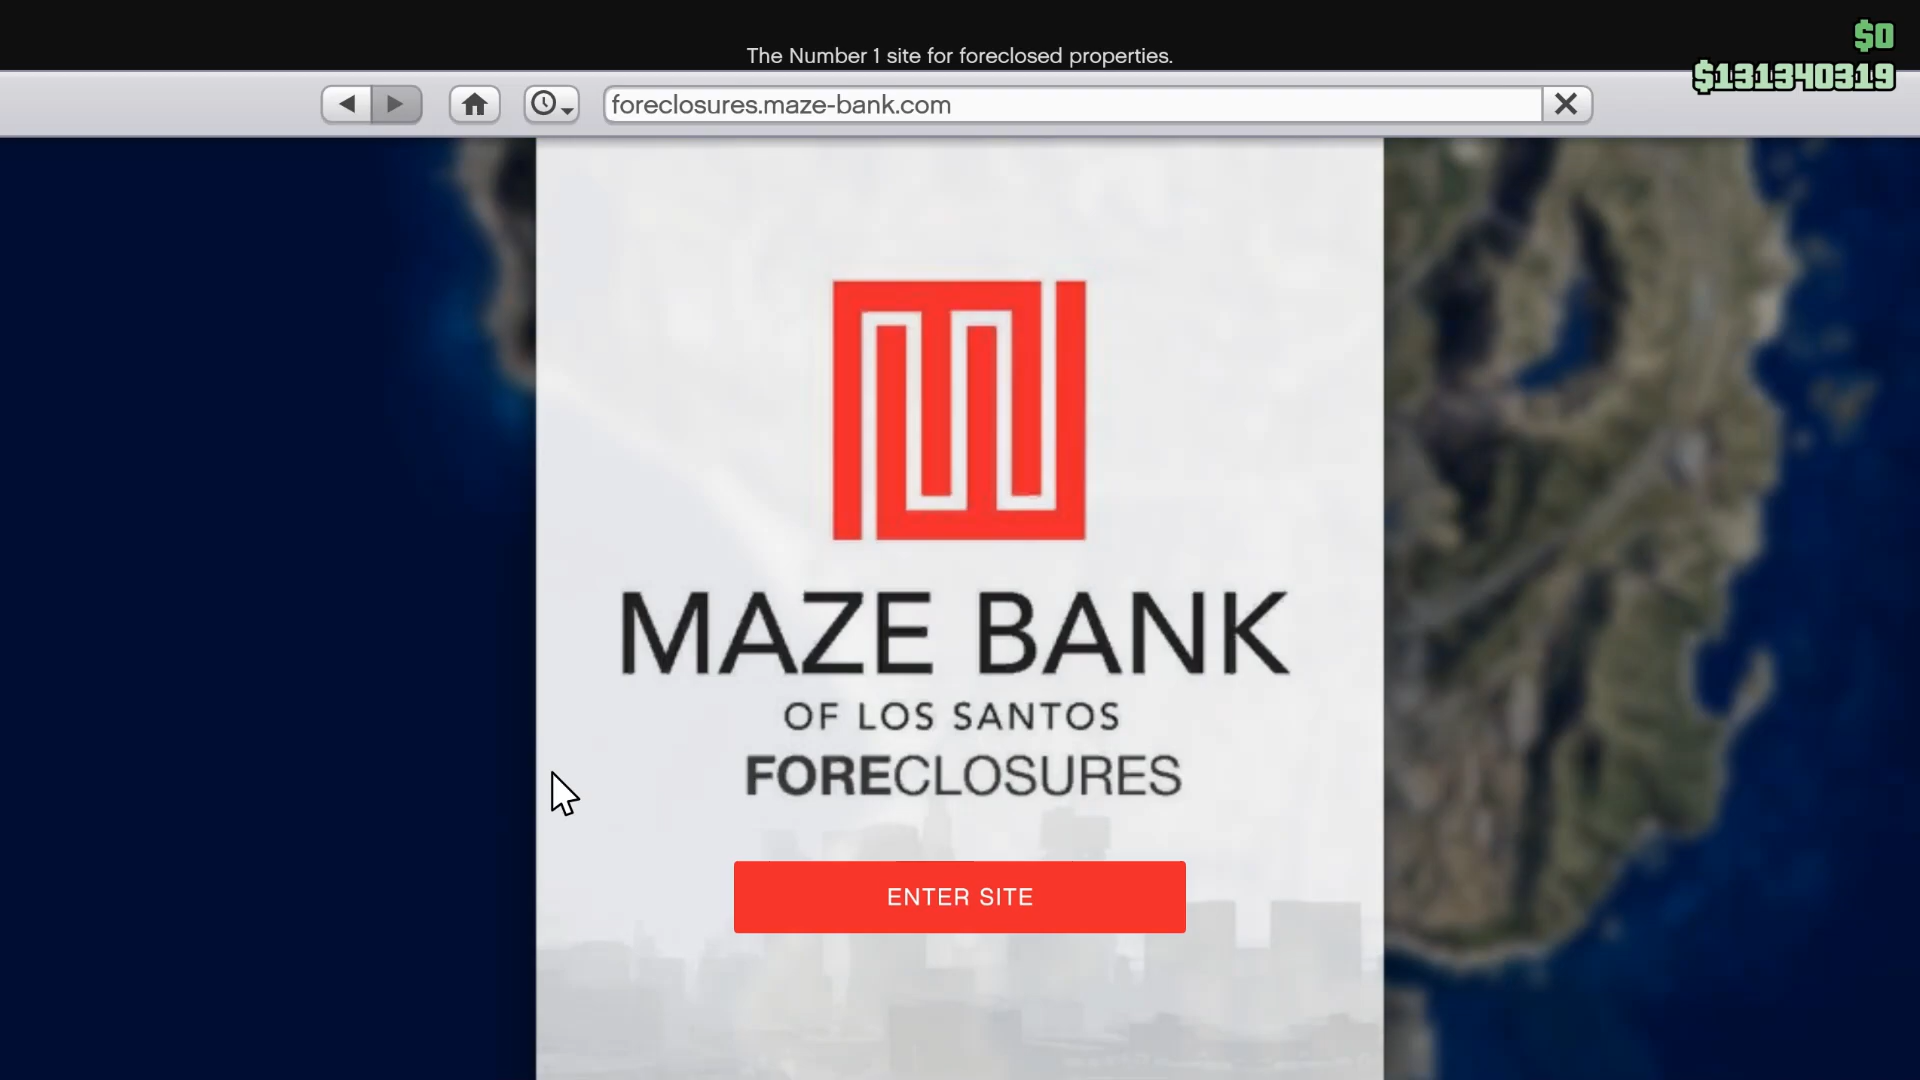 $0
The Number 1 site for foreclosed properties.
$131340319
foreclosures.maze-bank.com
MAZE BANK
OF LOS SANTOS
FORECLOSURES
ENTER SITE